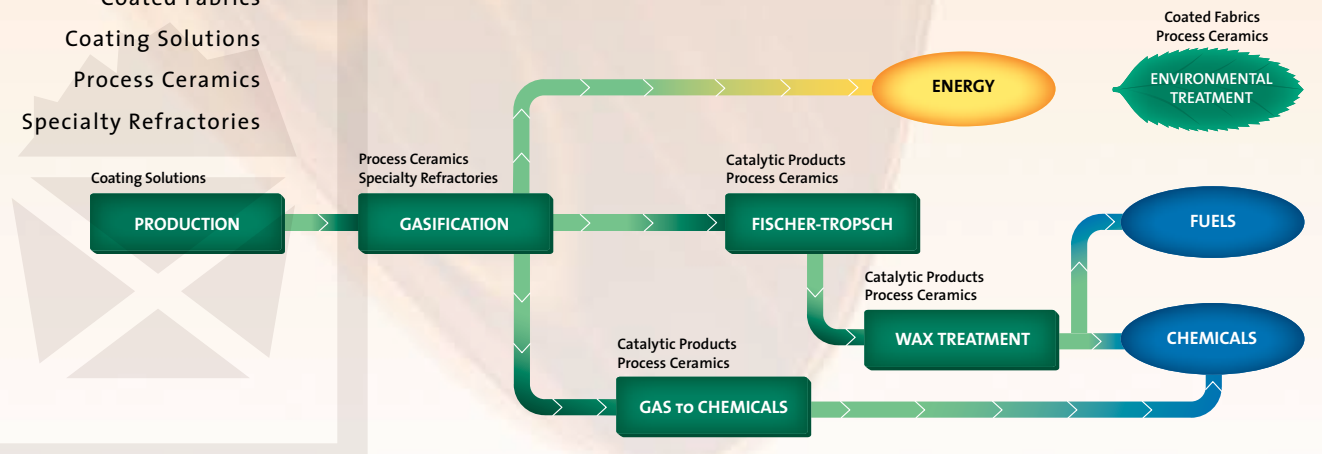 Coated Fabrics
Coating Solutions
Process Ceramics
Specialty Refractories
Coated Fabrics
Process Ceramics
ENVIRONMENTAL
TREATMENT
ENERGY
Coating Solutions
PRODUCTION
Process Ceramics
Specialty Refractories
GASIFICATION
Catalytic Products
Process Ceramics
FISCHER-TROPSCH
FUELS
Catalytic Products
Process Ceramics
WAX TREATMENT
CHEMICALS
Catalytic Products
Process Ceramics
GAS TO CHEMICALS